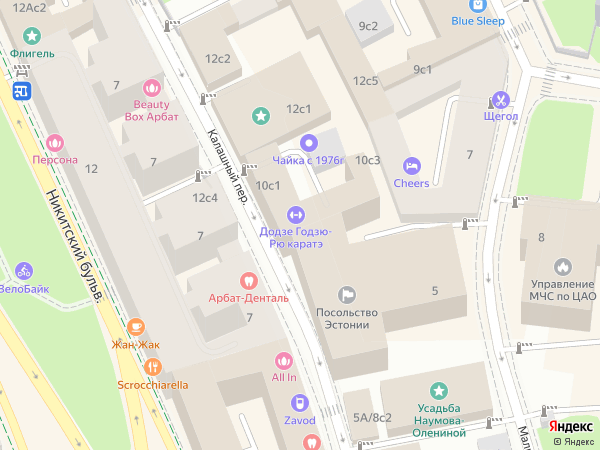 12Ас2
Флигель
7
Beauty
Box Арбат
12с2
12с1
9с2
Blue Sleep
9с1
12с5
Щегол
Персона
12
7
Калашный пер.
Чайка с 1976г
10с3
Cheers
7
10с1
12с4
7
Додзе Годзю-
Рю каратэ
Никитский бульв.
ВелоБайк
Арбат-Денталь
7
Посольство
Эстонии
5
8
Управление
МЧС по ЦАО
Жан-Жак
Scrocchiarella
All In
Zavod
5А/8с2
Усадьба
Наумова-
Олениной
Яндекс
© Яндекс